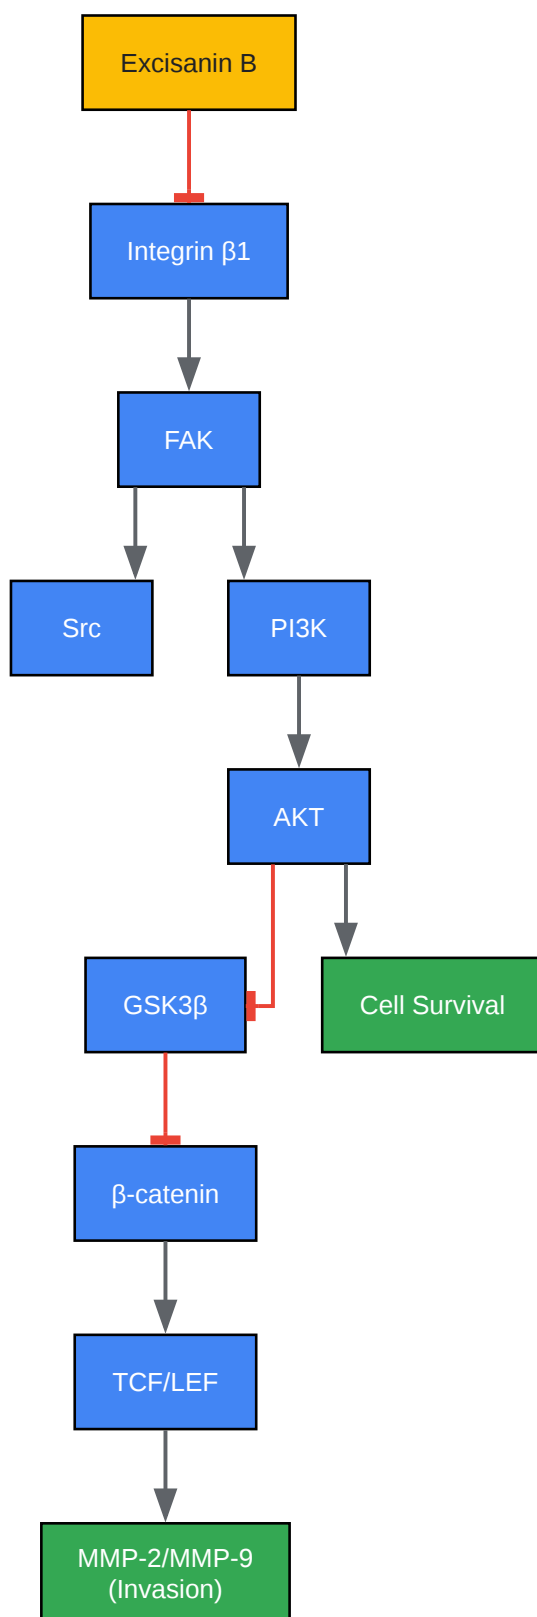 Excisanin B
Integrin β1
FAK
Src
PI3K
AKT
GSK3β
Cell Survival
β-catenin
TCF/LEF
MMP-2/MMP-9
(Invasion)